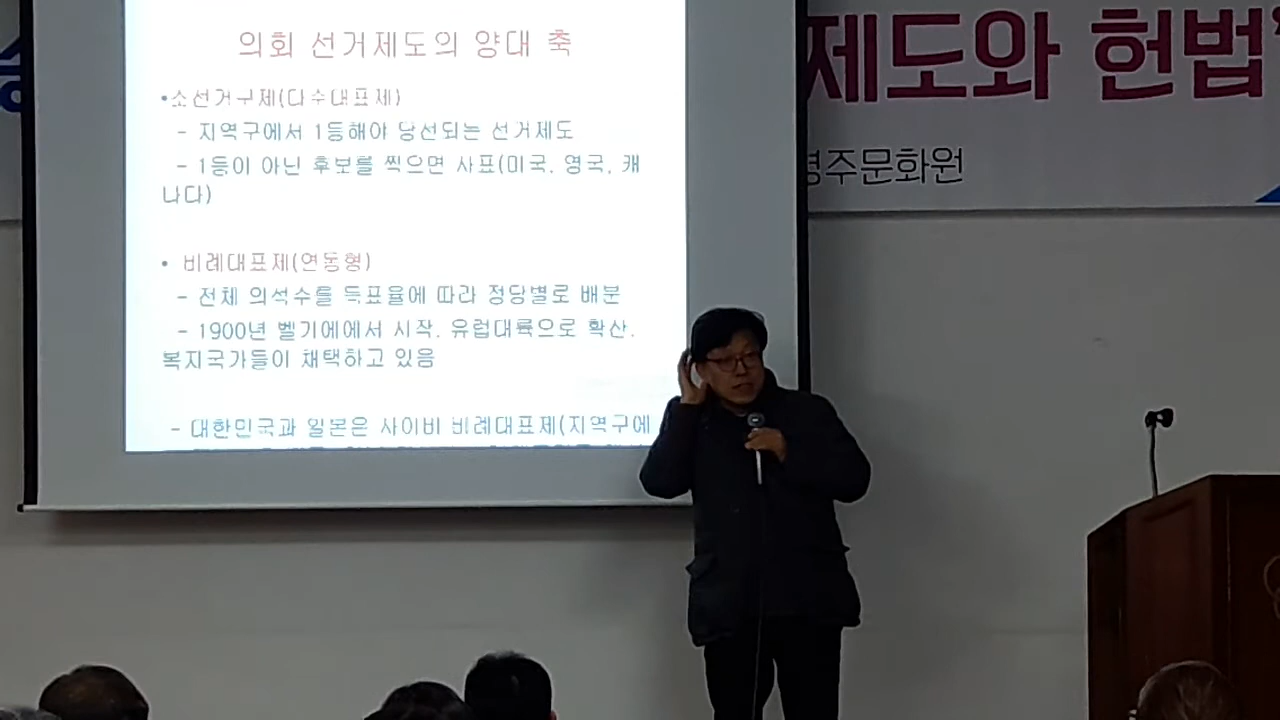 의회 선거제도의 양대 축
•소선거구제(다수대표제)
- 지역구에서 1등해야 당선되는 선거제도
- 1등이 아닌 후보를 찍으면 사표(미국, 영국, 캐
나다)
• 비례대표제(연동형)
- 전체 의석수를 득표율에 따라 정당별로 배분
- 1900년 벨기에에서 시작. 유럽대륙으로 확산.
복지국가들이 채택하고 있음
- 대한민국과 일본은 사이비 비례대표제(지역구에
제도와 헌법"
경주문화원